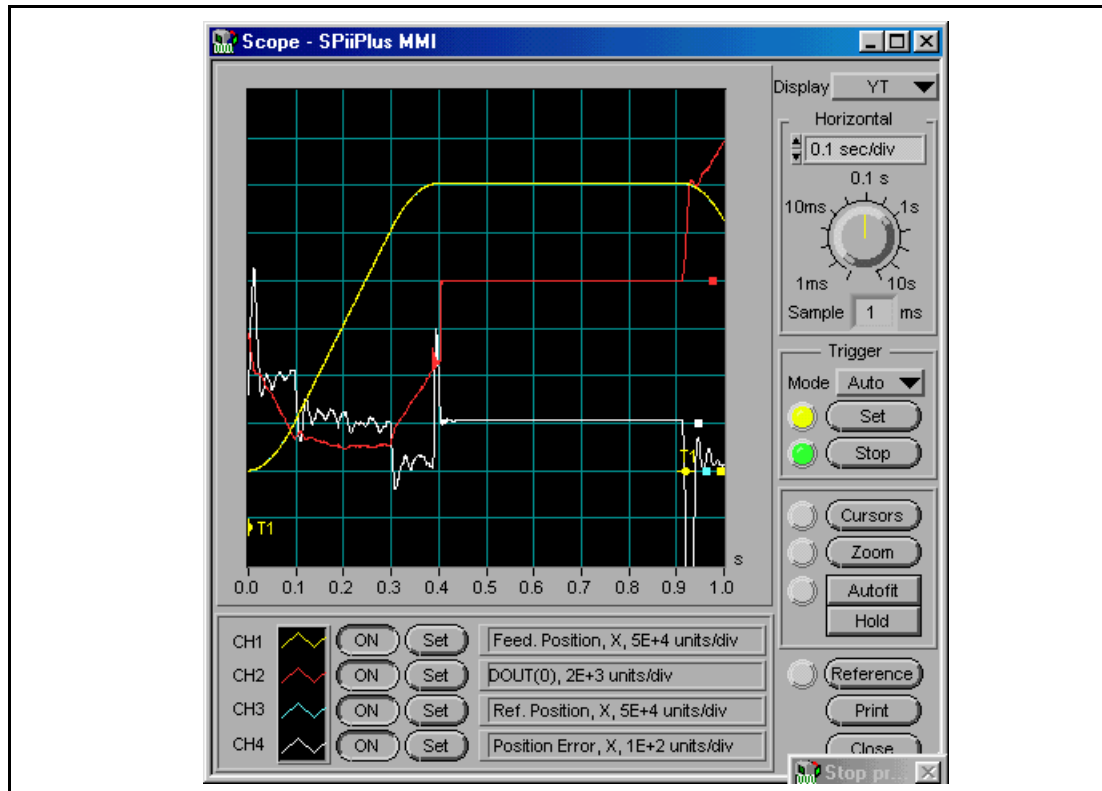 Scope - SPiiPlus MMI
Display YT
Horizontal
0.1 sec/div
0.1 s
10ms 1s
1ms 10s
Sample 1 ms
Trigger
Mode Auto
Set
Stop
T1
T1
Cursors
Zoom
Autofit
Hold
s
0.0 0.1 0.2 0.3 0.4 0.5 0.6 0.7 0.8 0.9 1.0
CH1 ON Set Feed. Position, X, 5E+4 units/div
CH2 ON Set DOUT(0), 2E+3 units/div
CH3 ON Set Ref. Position, X, 5E+4 units/div
CH4 ON Set Position Error, X, 1E+2 units/div
Reference
Print
Close
Stop pr...